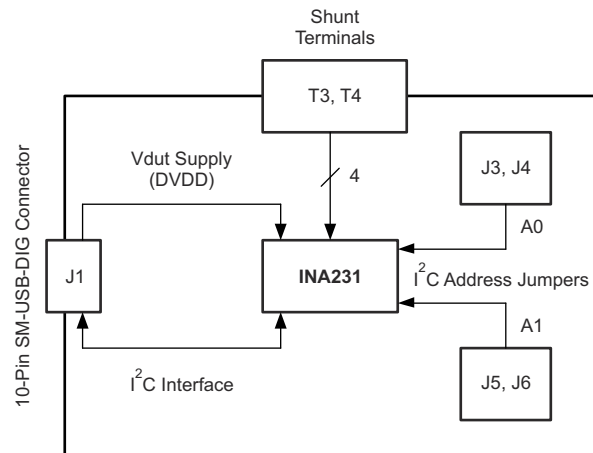 Shunt
Terminals
T3, T4
Vdut Supply
(DVDD)
4
J3, J4
A0
10-Pin SM-USB-DIG Connector
J1
INA231
I²C Address Jumpers
A1
I²C Interface
J5, J6